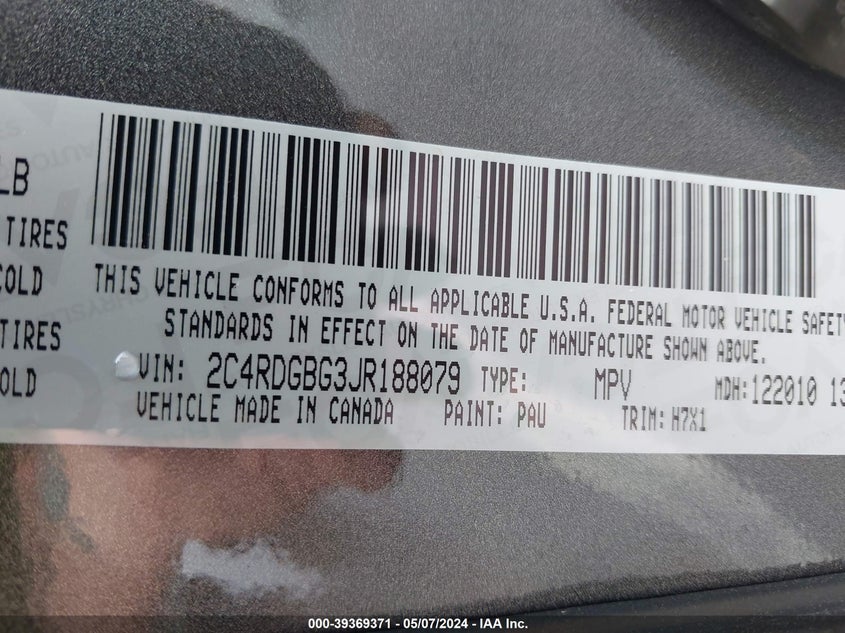 LB
TIRES
COLD
TIRES
OLD
THIS VEHICLE CONFORMS TO ALL APPLICABLE U.S.A. FEDERAL MOTOR VEHICLE SAFETY
STANDARDS IN EFFECT ON THE DATE OF MANUFACTURE SHOWN ABOVE.
VIN: 2C4RDGBG3JR188079 TYPE: MPV MDH:122010 13
VEHICLE MADE IN CANADA PAINT: PAU TRIM: H7X1
000-39369371 - 05/07/2024 - IAA Inc.